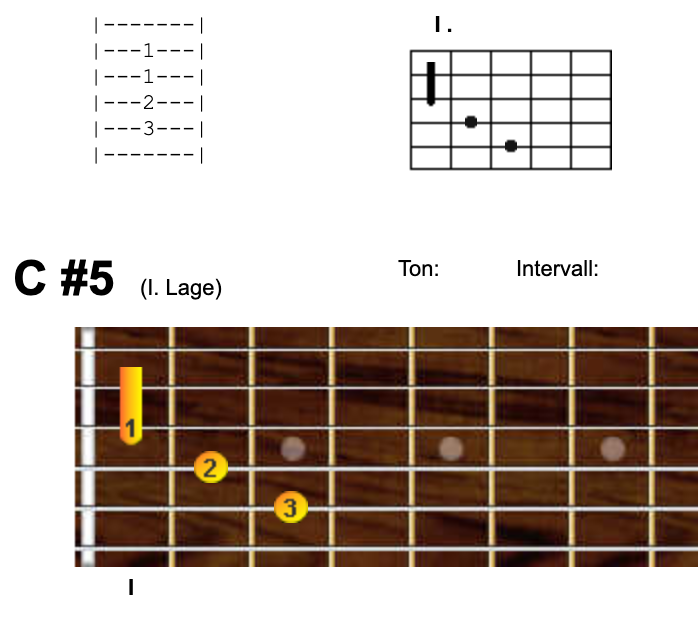 |-------|
|---1---|
|---1---|
|---2---|
|---3---|
|-------|
I.
C #5 (I. Lage)
Ton: Intervall:
1
2
3
I